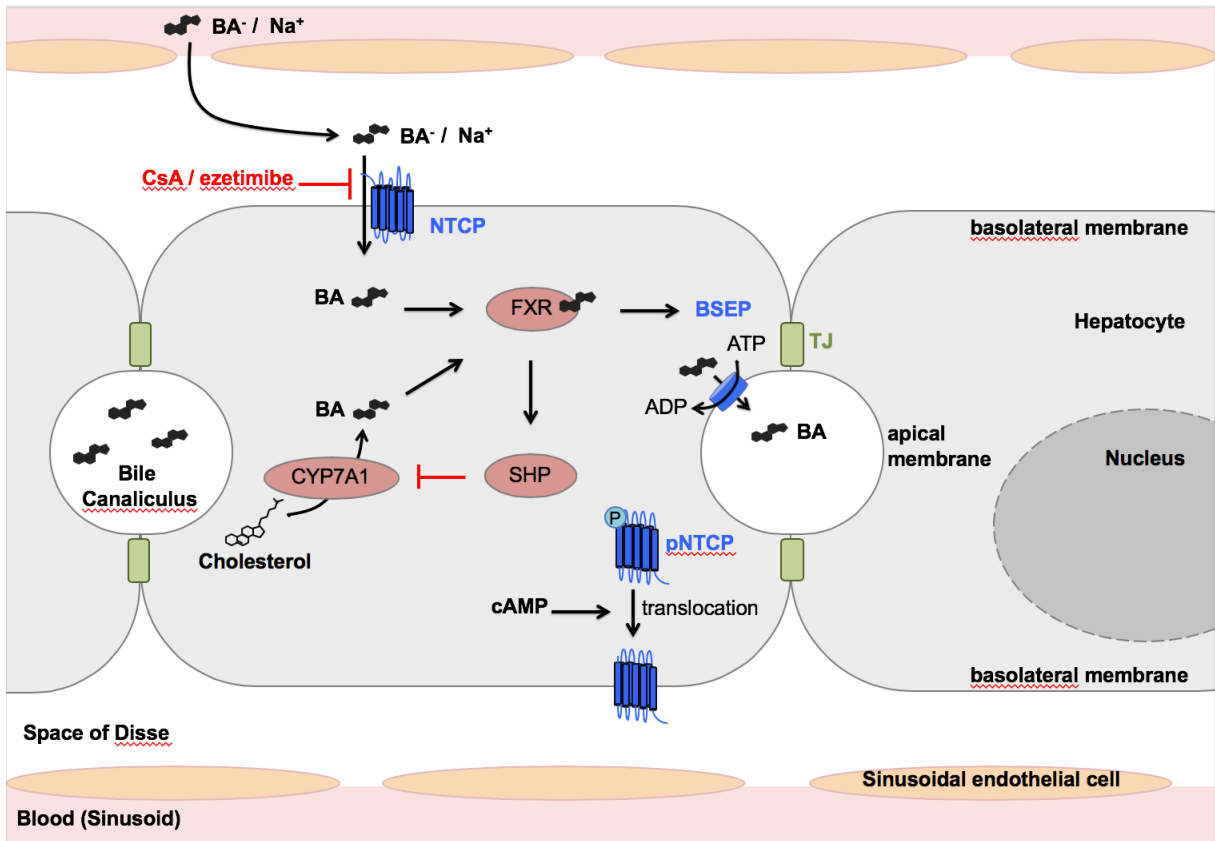 BA⁻ / Na⁺
BA⁻ / Na⁺
CsA / ezetimibe
NTCP
basolateral membrane
BA
FXR
BSEP
Hepatocyte
ATP
TJ
ADP
BA
BA
apical
membrane
Bile
Canaliculus
CYP7A1
SHP
Nucleus
Cholesterol
P
pNTCP
cAMP
translocation
basolateral membrane
Space of Disse
Sinusoidal endothelial cell
Blood (Sinusoid)